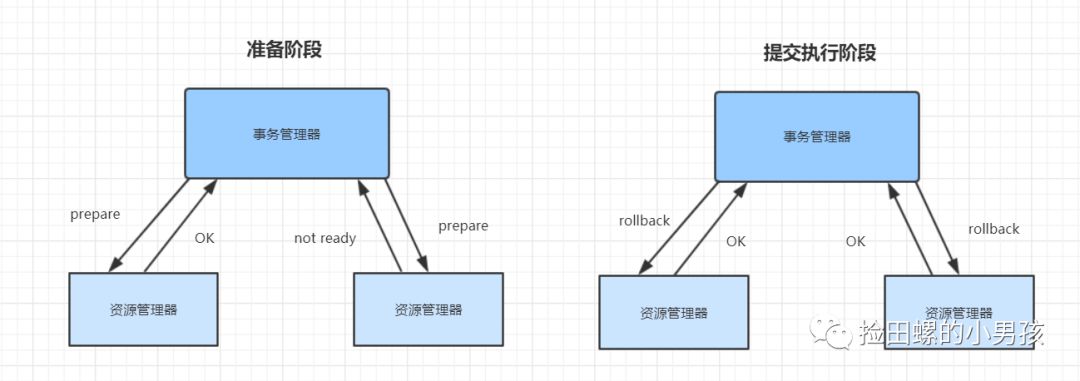 准备阶段
提交执行阶段
事务管理器
事务管理器
prepare
OK
not ready
prepare
rollback
OK
OK
rollback
资源管理器
资源管理器
资源管理器
资源管理器
捡田螺的小男孩